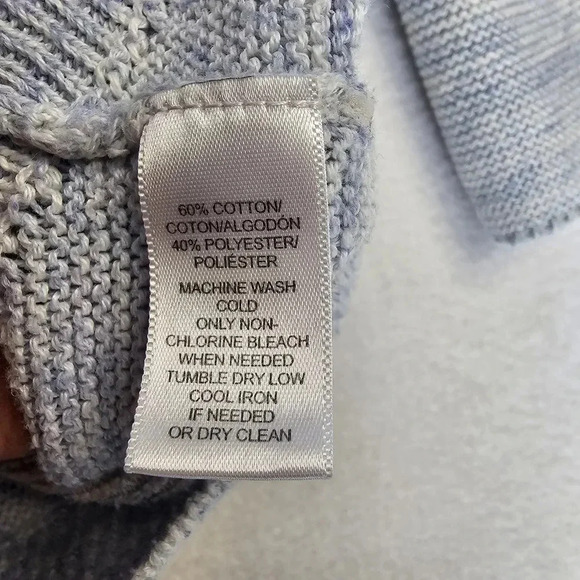 60% COTTON/
COTON/ALGODÓN
40% POLYESTER/
POLIÉSTER
MACHINE WASH
COLD
ONLY NON-
CHLORINE BLEACH
WHEN NEEDED
TUMBLE DRY LOW
COOL IRON
IF NEEDED
OR DRY CLEAN